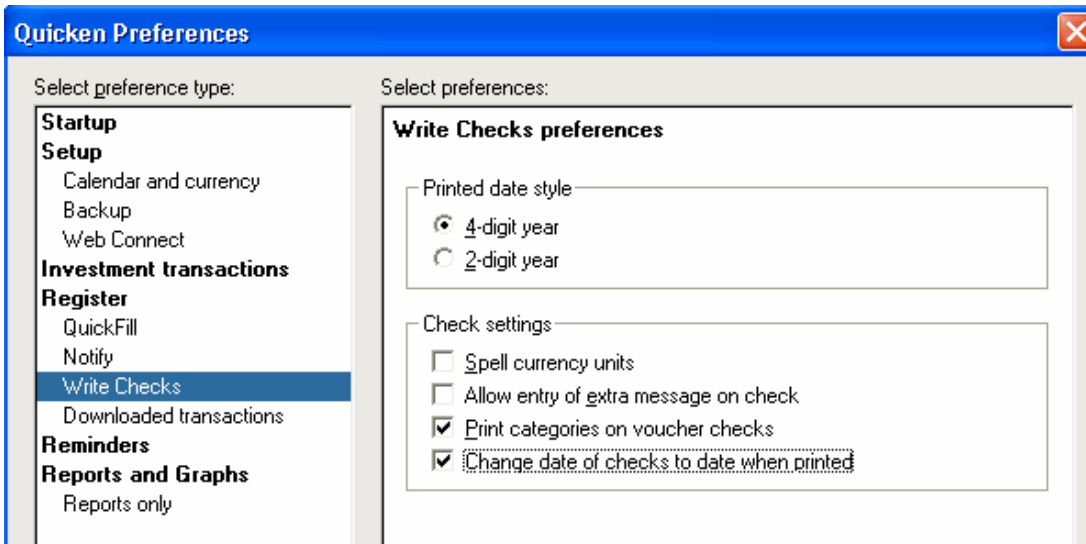 Quicken Preferences
Select preference type:
Startup
Setup
Calendar and currency
Backup
Web Connect
Investment transactions
Register
QuickFill
Notify
Write Checks
Downloaded transactions
Reminders
Reports and Graphs
Reports only
Select preferences:
Write Checks preferences
Printed date style
4-digit year
2-digit year
Check settings
Spell currency units
Allow entry of extra message on check
Print categories on voucher checks
Change date of checks to date when printed